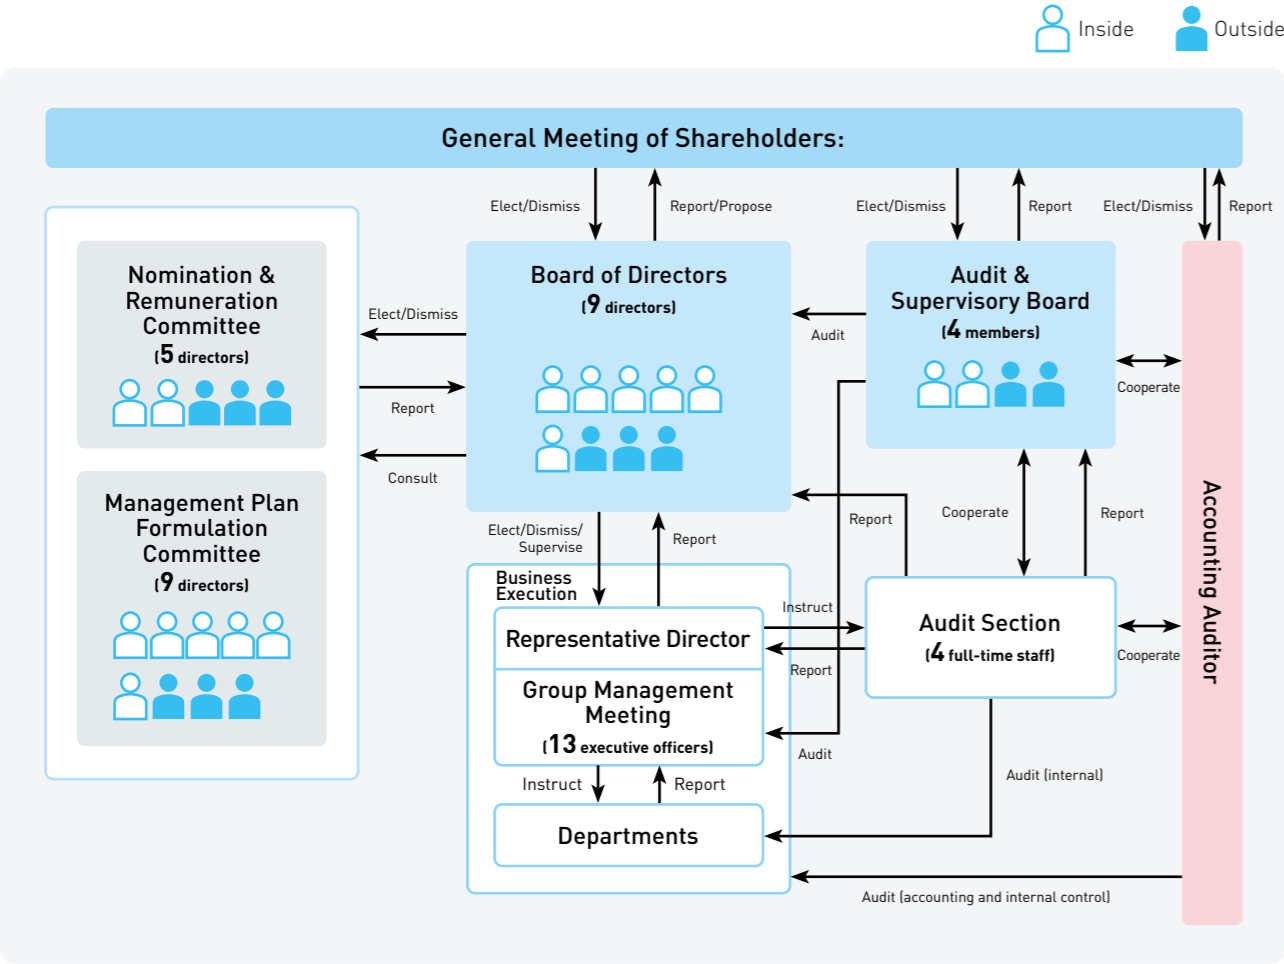 Inside
Outside
General Meeting of Shareholders:
Elect/Dismiss
Report/Propose
Elect/Dismiss
Report
Elect/Dismiss
Report
Nomination &
Remuneration
Committee
(5 directors)
Elect/Dismiss
Report
Consult
Board of Directors
(9 directors)
Audit
Audit &
Supervisory Board
(4 members)
Cooperate
Management Plan
Formulation
Committee
(9 directors)
Elect/Dismiss/
Supervise
Report
Report
Cooperate
Report
Accounting Auditor
Business
Execution
Representative Director
Instruct
Report
Audit Section
(4 full-time staff)
Cooperate
Group Management
Meeting
(13 executive officers)
Audit
Instruct
Report
Audit (internal)
Departments
Audit (accounting and internal control)